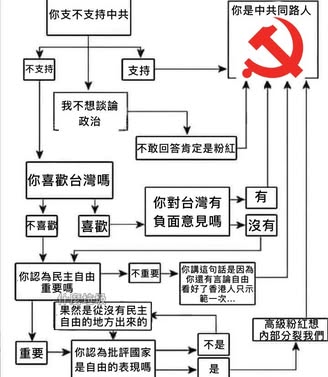 你支不支持中共
你是中共同路人
不支持
支持
我不想談論
政治
不敢回答肯定是粉紅
你喜歡台灣嗎
你對台灣有
負面意見嗎
有
沒有
不喜歡
喜歡
你認為民主自由
重要嗎
不重要
你講這句話是因為
你還有言論自由
看好了香港人只示
範一次...
果然是從沒有民主
自由的地方出來的
重要
你認為批評國家
是自由的表現嗎
不是
是
高級粉紅想
內部分裂我們